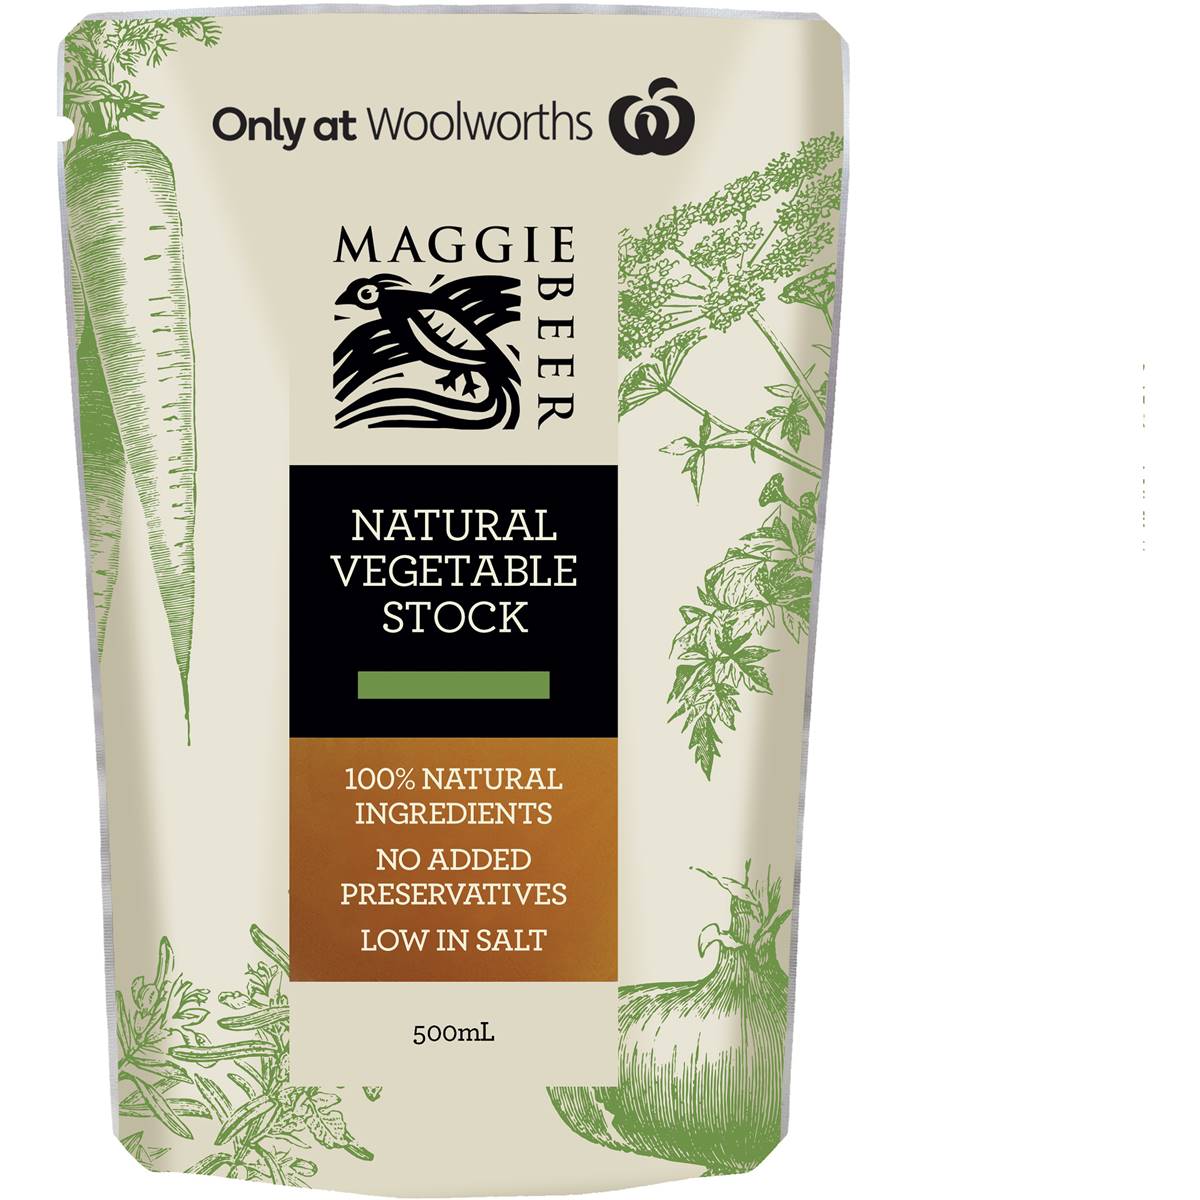 Only at Woolworths
MAGGIE
BEER
NATURAL
VEGETABLE
STOCK
100% NATURAL
INGREDIENTS
NO ADDED
PRESERVATIVES
LOW IN SALT
500mL